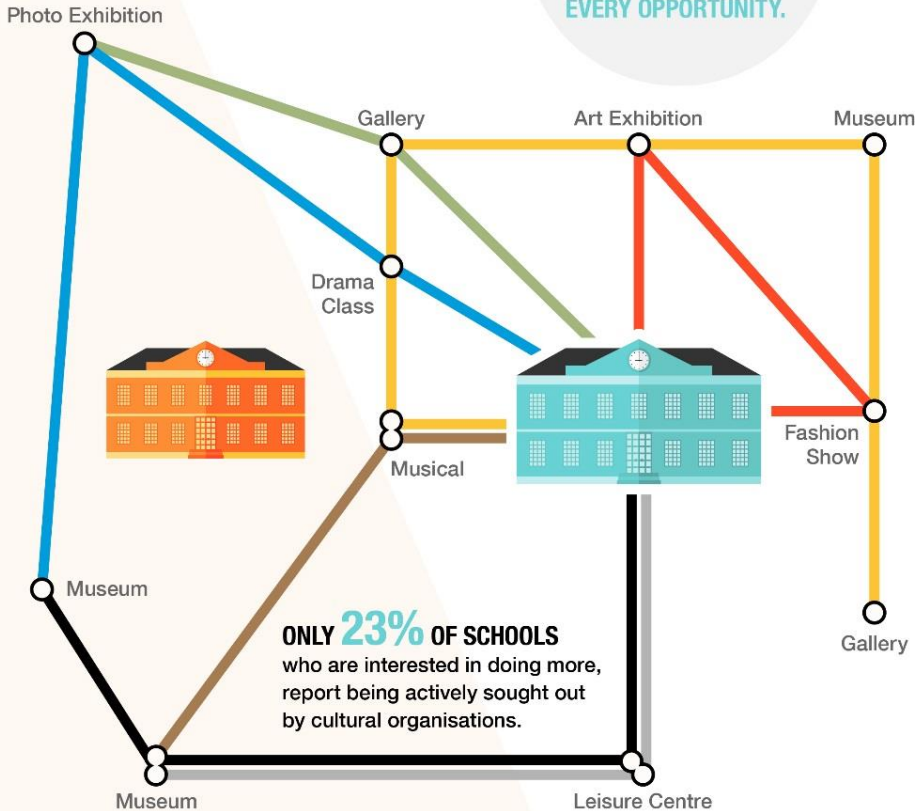 EVERY OPPORTUNITY.
Photo Exhibition
Gallery
Art Exhibition
Museum
Drama
Class
Musical
Fashion
Show
Museum
Gallery
ONLY 23% OF SCHOOLS
who are interested in doing more,
report being actively sought out
by cultural organisations.
Museum
Leisure Centre